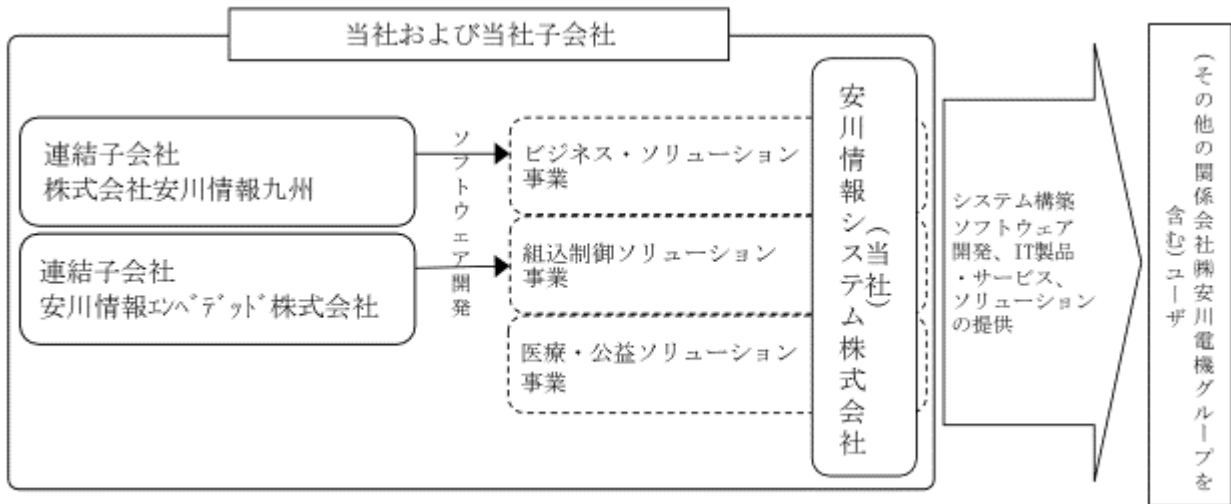 当社および当社子会社
連結子会社
株式会社安川情報九州
連結子会社
安川情報ｴﾝﾍﾞﾃﾞｯﾄﾞ株式会社
ソフトウェア開発
ビジネス・ソリューション
事業
組込制御ソリューション
事業
医療・公益ソリューション
事業
安川情報システム株式会社
(当社)
システム構築
ソフトウェア
開発、IT製品
・サービス、
ソリューション
の提供
(その他の関係会社㈱安川電機グループを
含む)ユーザ